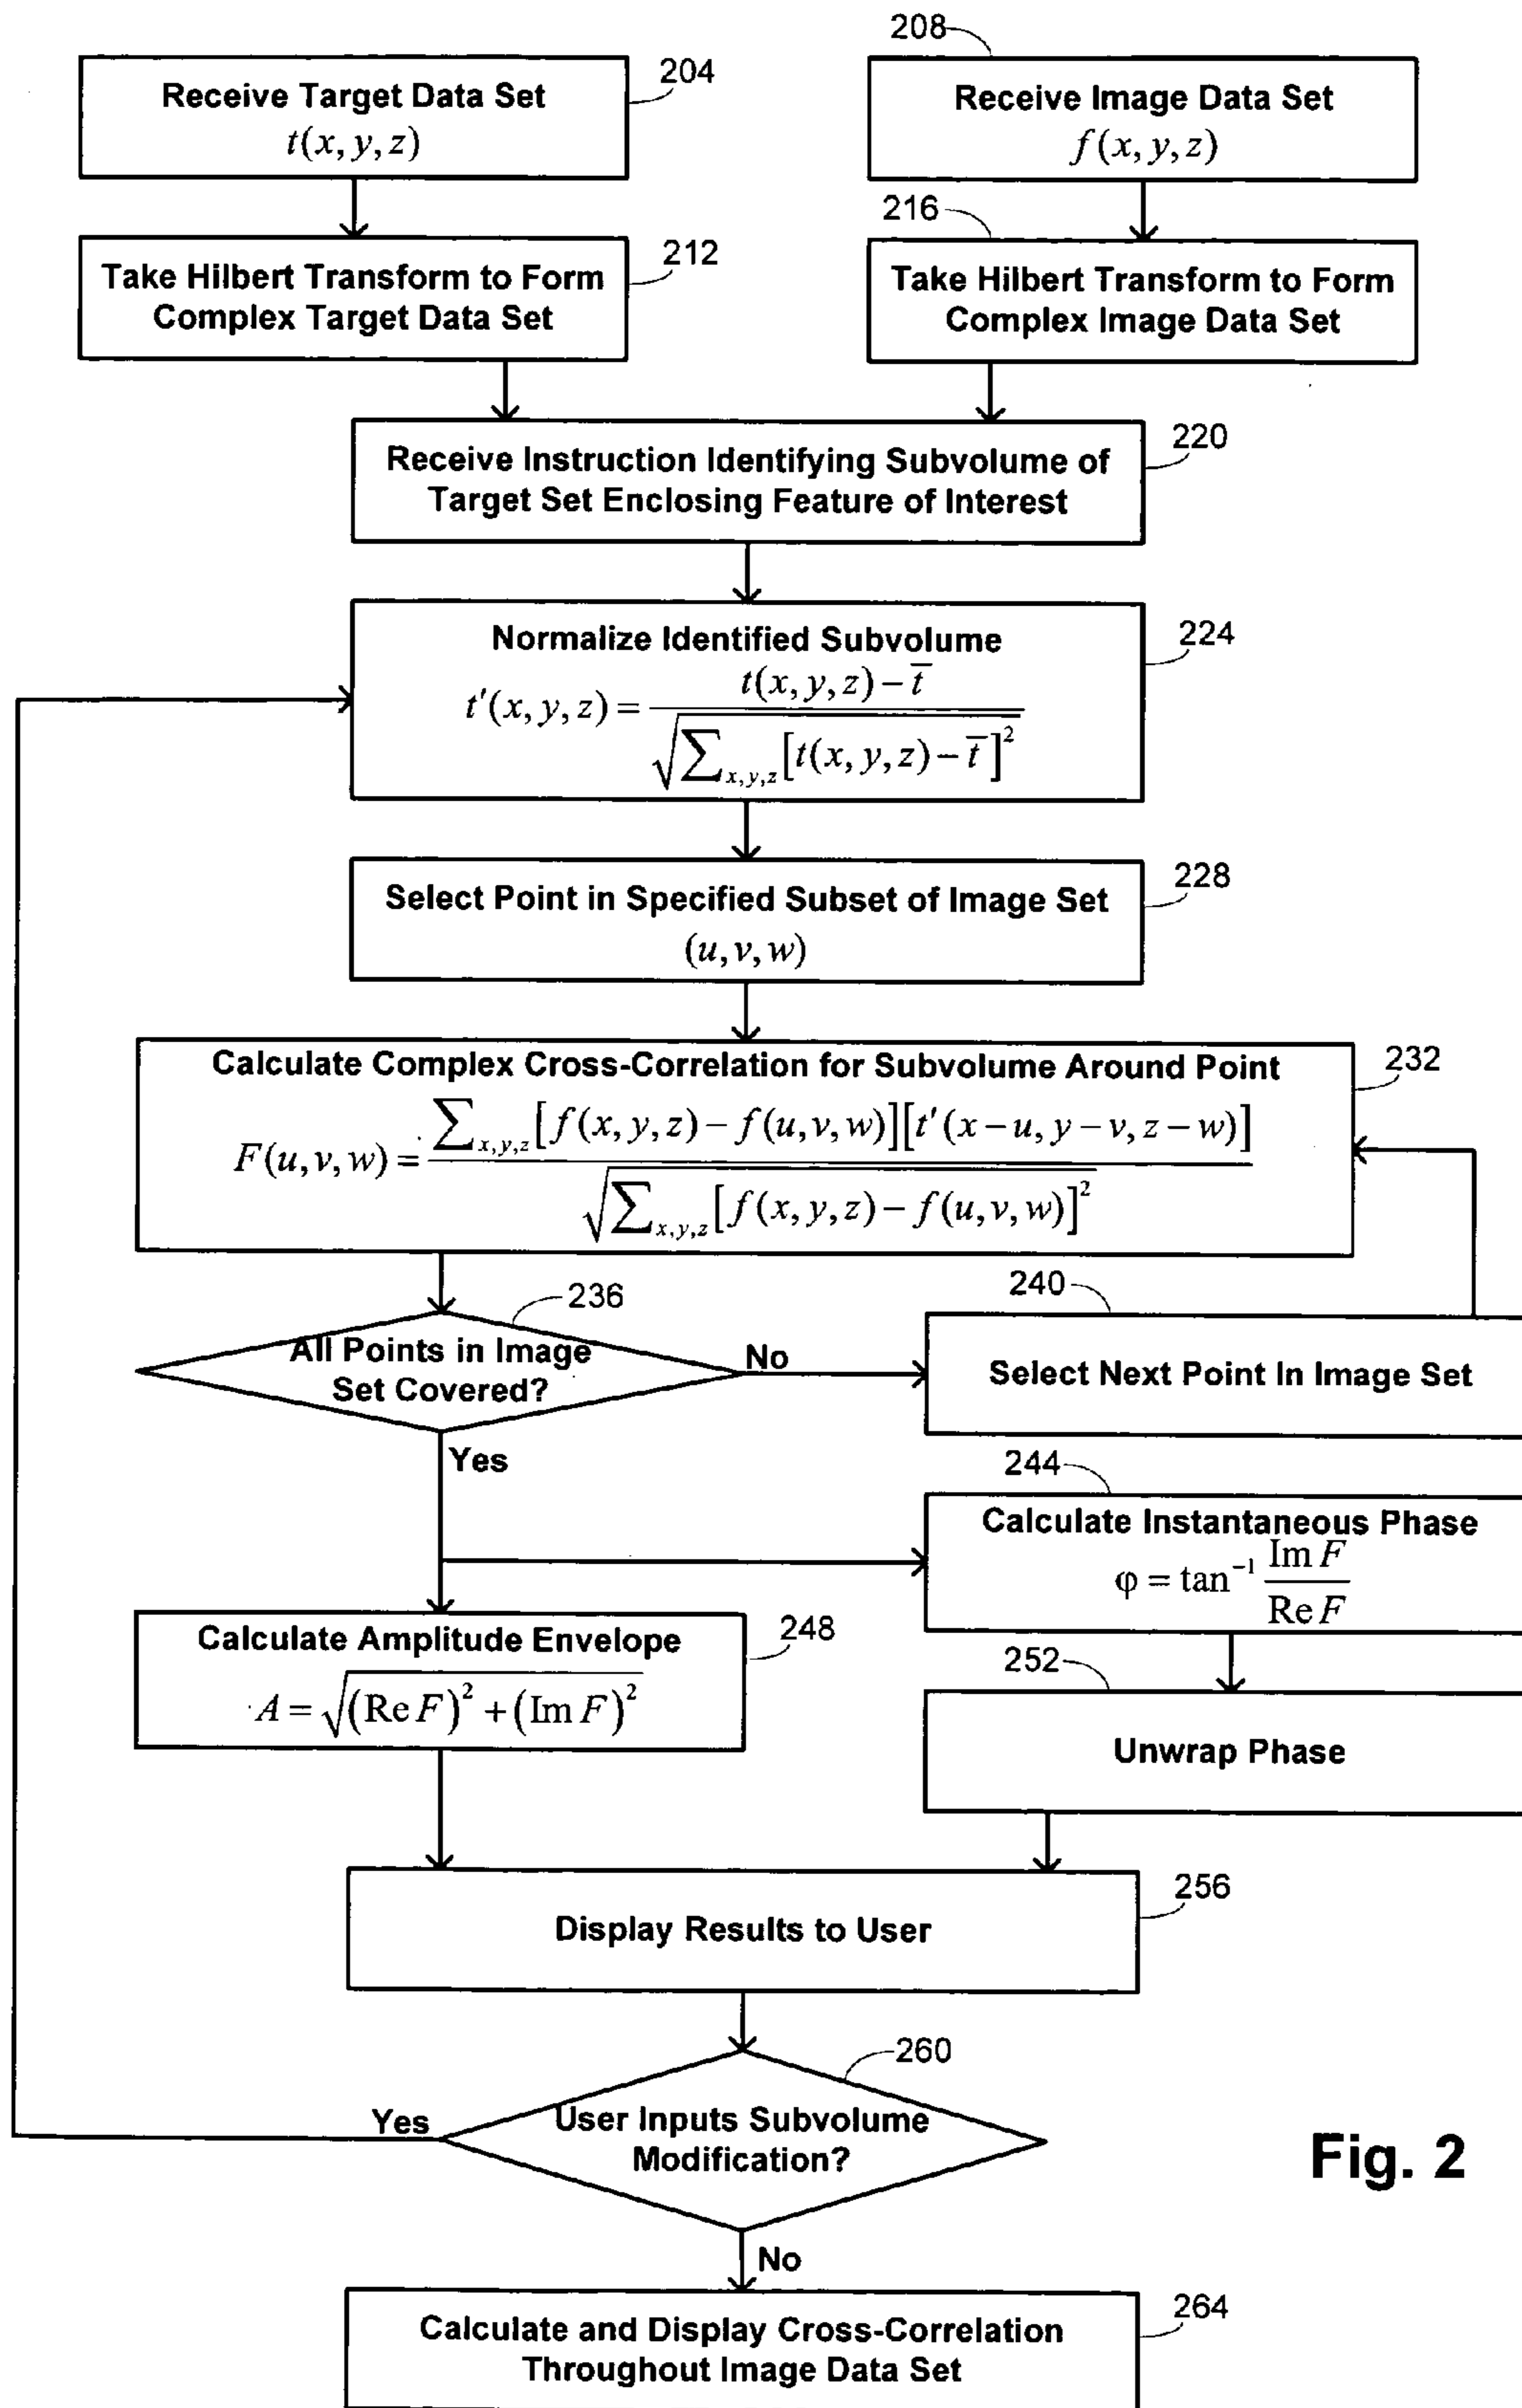 204
Receive Target Data Set
t(x, y, z)
208
Receive Image Data Set
f(x, y, z)
212
Take Hilbert Transform to Form
Complex Target Data Set
216
Take Hilbert Transform to Form
Complex Image Data Set
220
Receive Instruction Identifying Subvolume of
Target Set Enclosing Feature of Interest
224
Normalize Identified Subvolume
t′(x, y, z) = (t(x, y, z) − t̅) / √(∑x,y,z [t(x, y, z) − t̅]²)
228
Select Point in Specified Subset of Image Set
(u, v, w)
232
Calculate Complex Cross-Correlation for Subvolume Around Point
F(u, v, w) = ∑x,y,z [f(x, y, z) − f(u, v, w)][t′(x − u, y − v, z − w)] / √(∑x,y,z [f(x, y, z) − f(u, v, w)]²)
236
All Points in Image
Set Covered?
No
Yes
240
Select Next Point In Image Set
244
Calculate Instantaneous Phase
φ = tan⁻¹ Im F / Re F
248
Calculate Amplitude Envelope
A = √((Re F)² + (Im F)²)
252
Unwrap Phase
256
Display Results to User
260
User Inputs Subvolume
Modification?
Yes
No
264
Calculate and Display Cross-Correlation
Throughout Image Data Set
Fig. 2